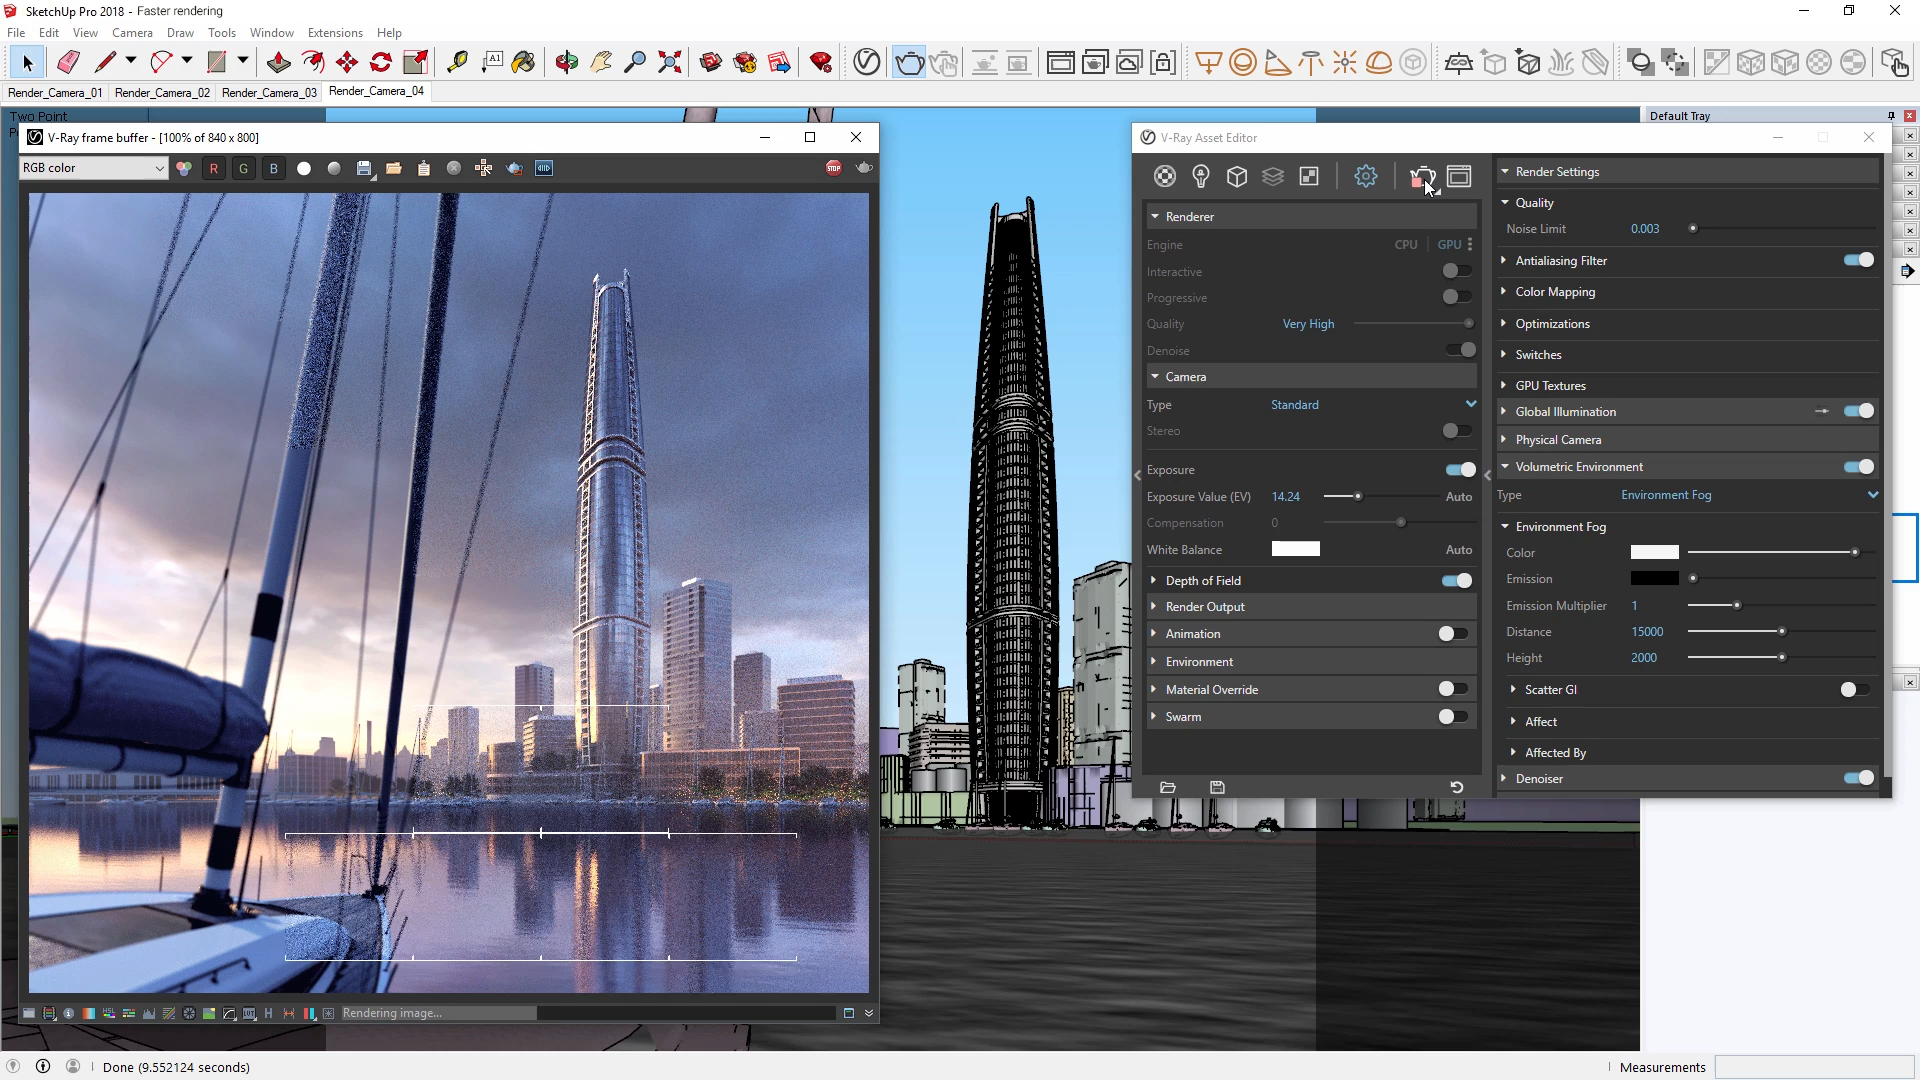 SketchUp Pro 2018 - Faster rendering
File Edit View Camera Draw Tools Window Extensions Help
A1
Render_Camera_01 Render_Camera_02 Render_Camera_03 Render_Camera_04
Two Point
Default Tray
V-Ray frame buffer - [100% of 840 x 800]
RGB color
R G B
STOP
Rendering image...
HSL
LUT
H
V-Ray Asset Editor
Renderer
Engine CPU GPU
Interactive
Progressive
Quality Very High
Denoise
Camera
Type Standard
Stereo
Exposure
Exposure Value (EV) 14.24 Auto
Compensation 0
White Balance Auto
Depth of Field
Render Output
Animation
Environment
Material Override
Swarm
Render Settings
Quality
Noise Limit 0.003
Antialiasing Filter
Color Mapping
Optimizations
Switches
GPU Textures
Global Illumination
Physical Camera
Volumetric Environment
Type Environment Fog
Environment Fog
Color
Emission
Emission Multiplier 1
Distance 15000
Height 2000
Scatter GI
Affect
Affected By
Denoiser
Done (9.552124 seconds)
Measurements